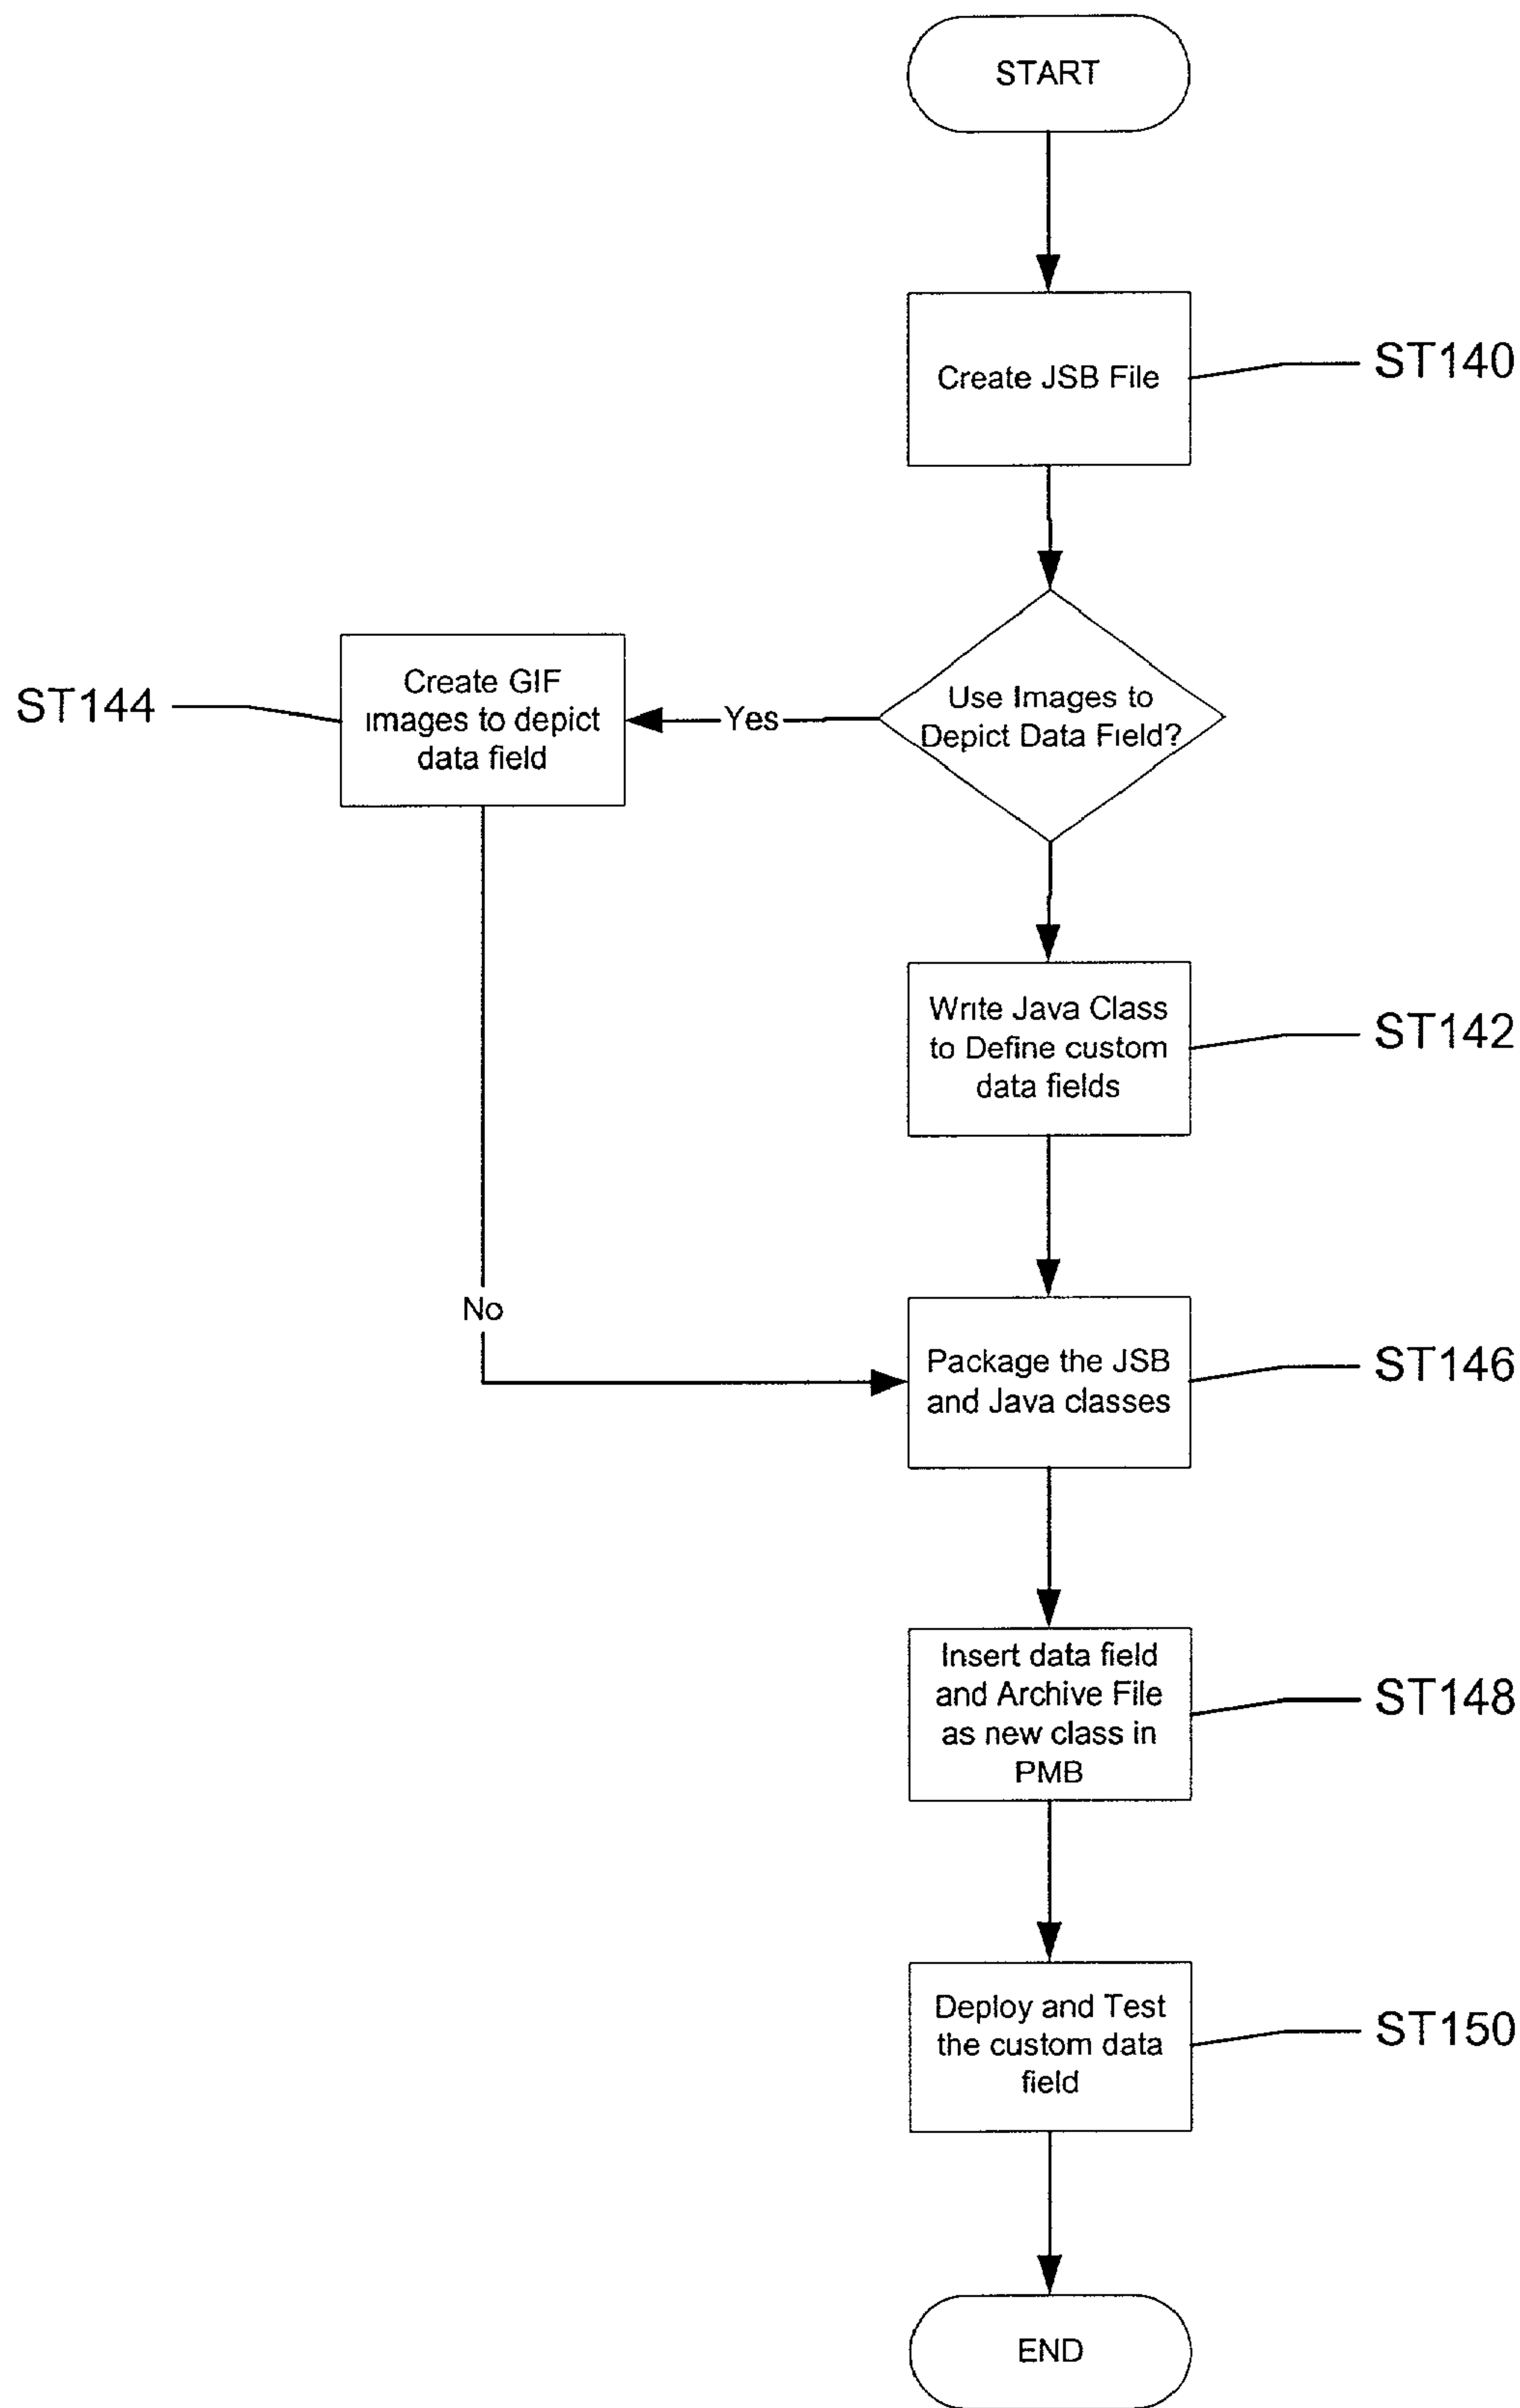 START
Create JSB File
ST140
Use Images to
Depict Data Field?
Yes
Create GIF
images to depict
data field
ST144
Write Java Class
to Define custom
data fields
ST142
No
Package the JSB
and Java classes
ST146
Insert data field
and Archive File
as new class in
PMB
ST148
Deploy and Test
the custom data
field
ST150
END